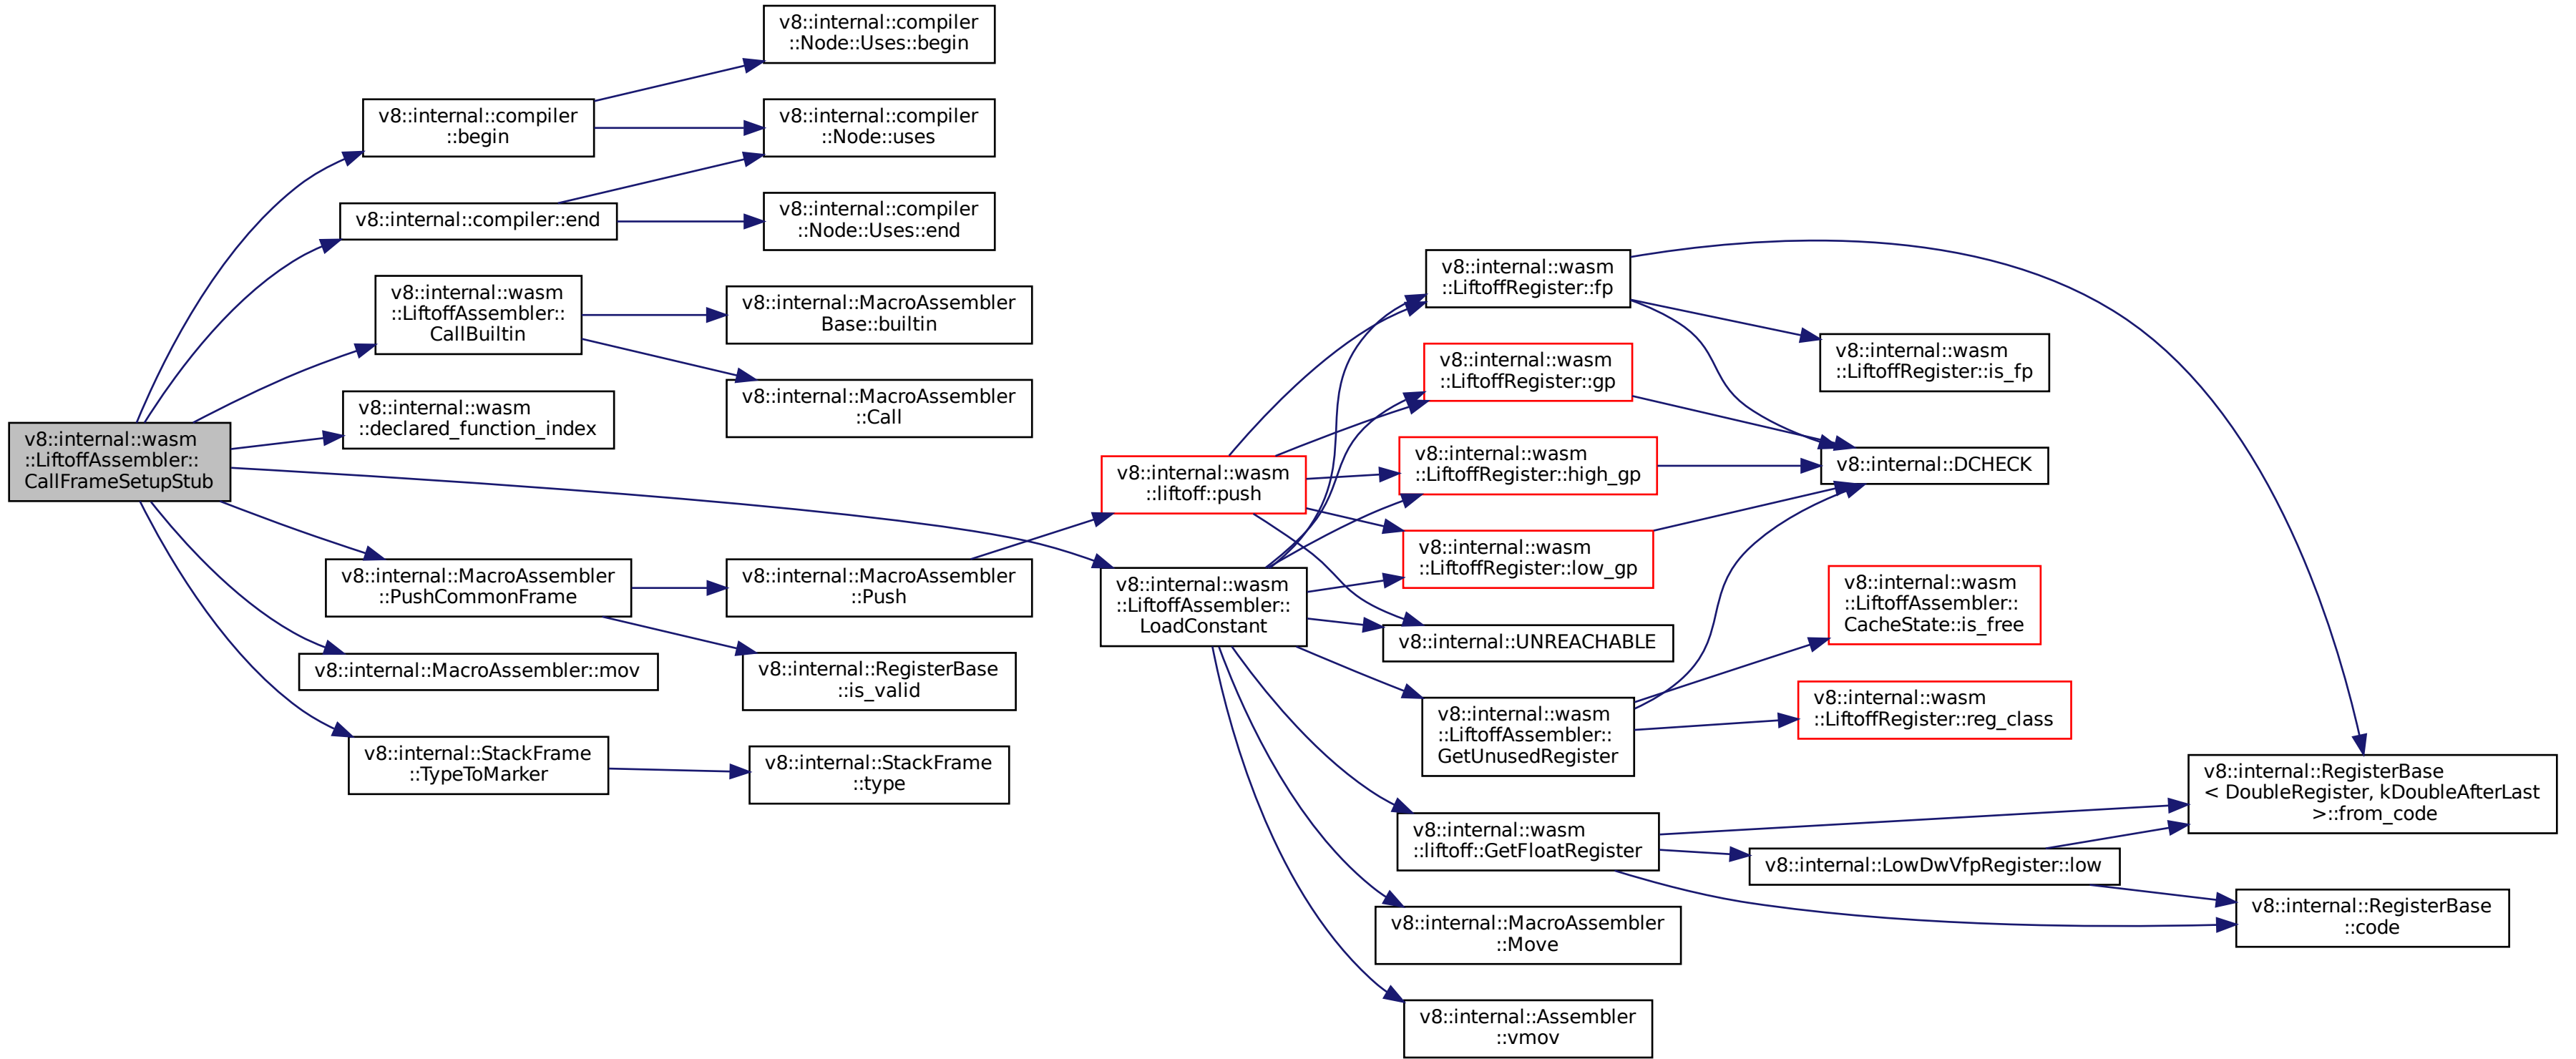 v8::internal::wasm
::LiftoffAssembler::
CallFrameSetupStub
v8::internal::compiler
::begin
v8::internal::compiler
::Node::Uses::begin
v8::internal::compiler
::Node::uses
v8::internal::compiler::end
v8::internal::compiler
::Node::Uses::end
v8::internal::wasm
::LiftoffAssembler::
CallBuiltin
v8::internal::MacroAssembler
Base::builtin
v8::internal::MacroAssembler
::Call
v8::internal::wasm
::declared_function_index
v8::internal::wasm
::LiftoffAssembler::
LoadConstant
v8::internal::MacroAssembler
::PushCommonFrame
v8::internal::MacroAssembler
::Push
v8::internal::RegisterBase
::is_valid
v8::internal::MacroAssembler::mov
v8::internal::StackFrame
::TypeToMarker
v8::internal::StackFrame
::type
v8::internal::wasm
::liftoff::push
v8::internal::wasm
::LiftoffRegister::fp
v8::internal::wasm
::LiftoffRegister::gp
v8::internal::wasm
::LiftoffRegister::high_gp
v8::internal::wasm
::LiftoffRegister::low_gp
v8::internal::UNREACHABLE
v8::internal::wasm
::LiftoffAssembler::
GetUnusedRegister
v8::internal::wasm
::liftoff::GetFloatRegister
v8::internal::MacroAssembler
::Move
v8::internal::Assembler
::vmov
v8::internal::wasm
::LiftoffRegister::is_fp
v8::internal::DCHECK
v8::internal::wasm
::LiftoffAssembler::
CacheState::is_free
v8::internal::wasm
::LiftoffRegister::reg_class
v8::internal::LowDwVfpRegister::low
v8::internal::RegisterBase
< DoubleRegister, kDoubleAfterLast
>::from_code
v8::internal::RegisterBase
::code